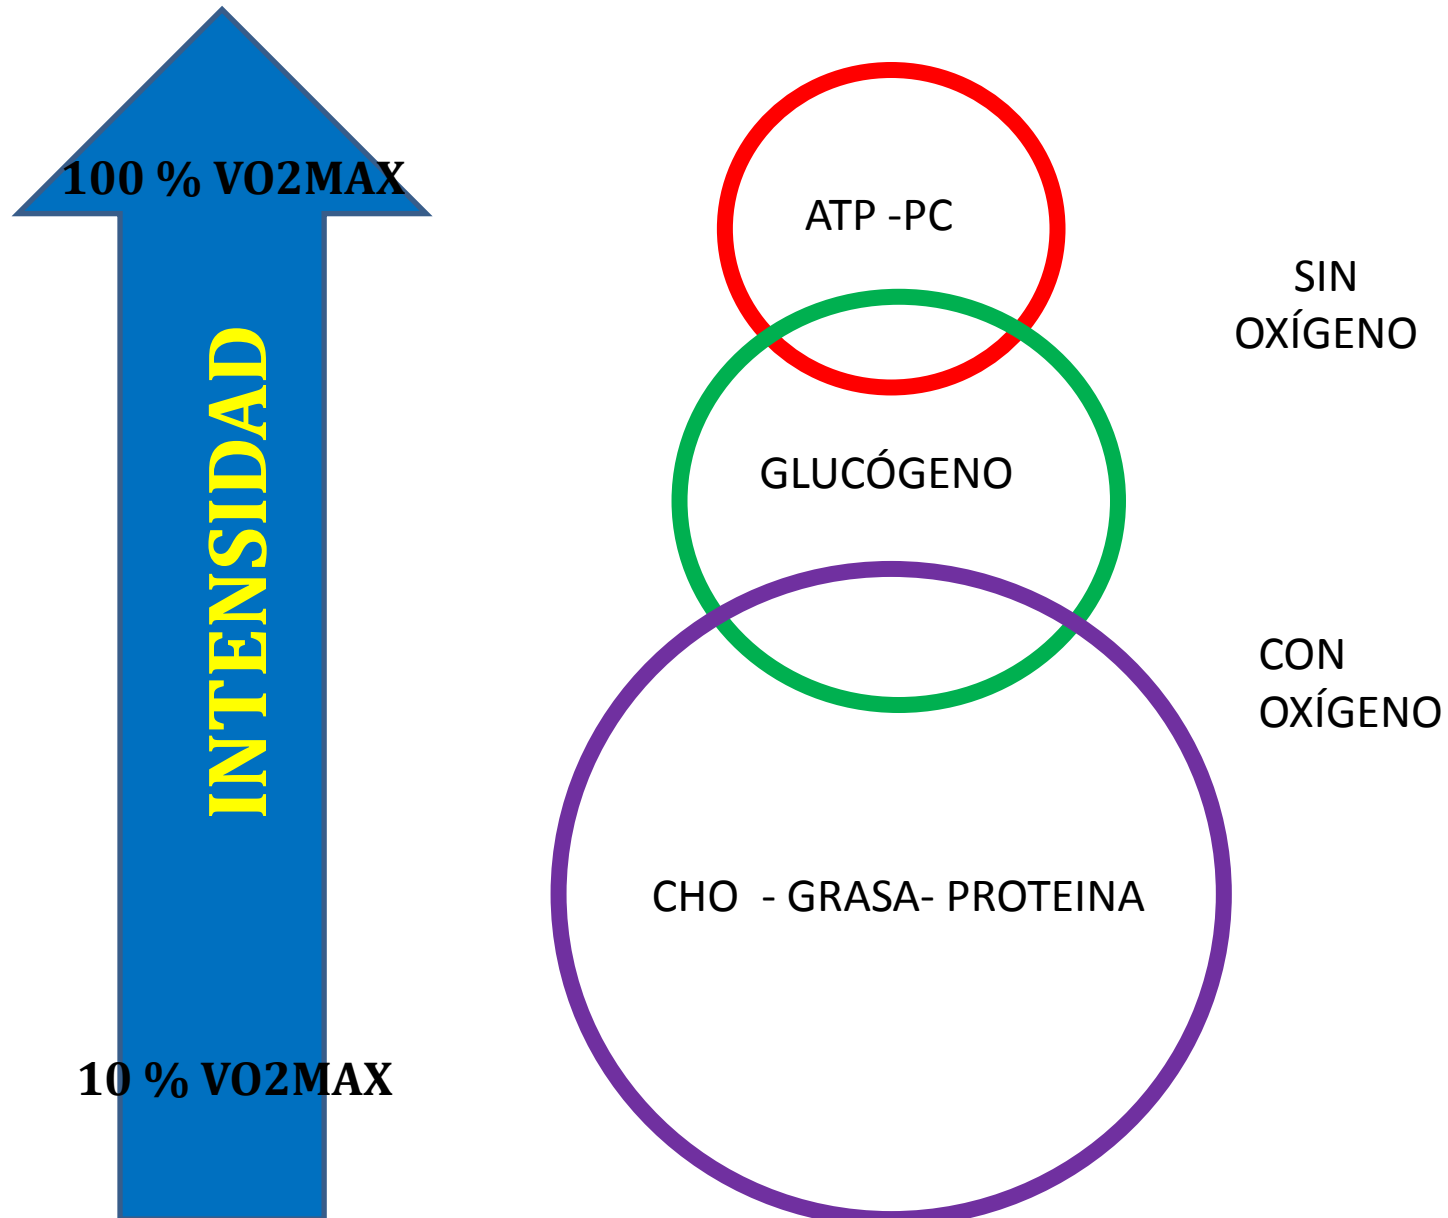 100 % VO2MAX
INTENSIDAD
10 % VO2MAX
ATP -PC
GLUCÓGENO
CHO - GRASA- PROTEINA
SIN
OXÍGENO
CON
OXÍGENO